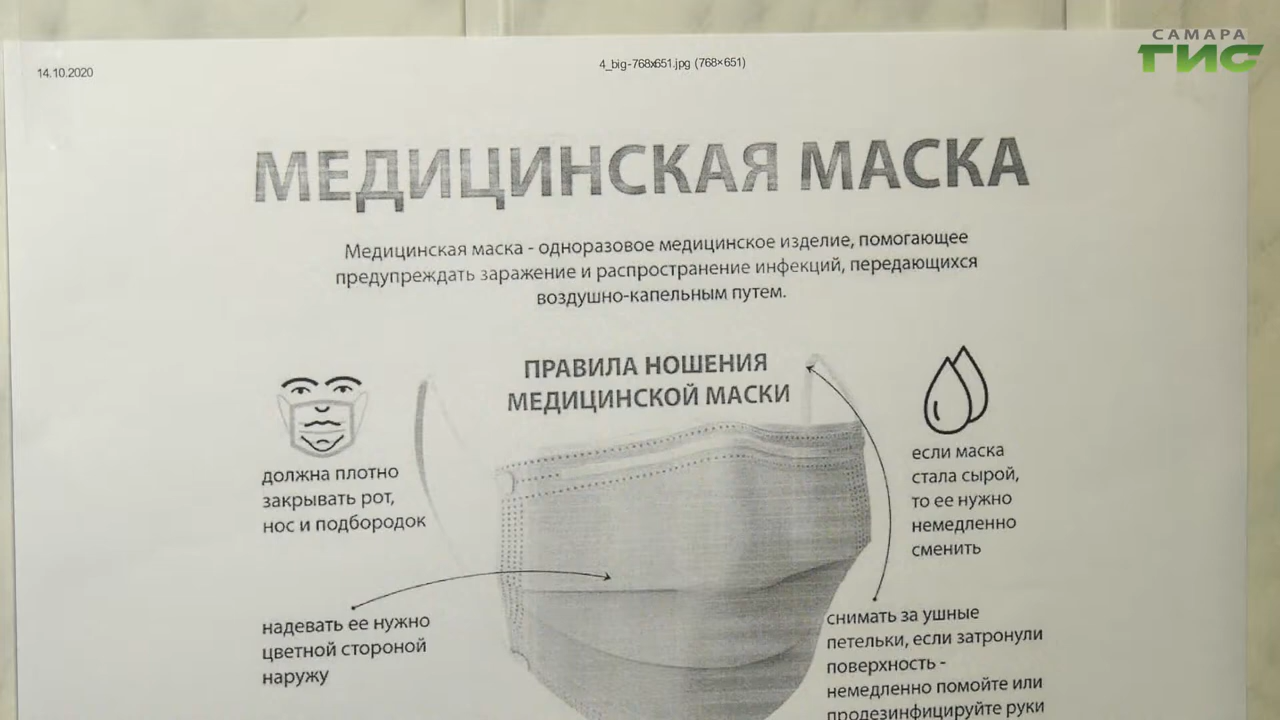 САМАРА
ГИС
14.10.2020
4_big-768x651.jpg (768×651)
МЕДИЦИНСКАЯ МАСКА
Медицинская маска - одноразовое медицинское изделие, помогающее
предупреждать заражение и распространение инфекций, передающихся
воздушно-капельным путем.
ПРАВИЛА НОШЕНИЯ
МЕДИЦИНСКОЙ МАСКИ
должна плотно
закрывать рот,
нос и подбородок
если маска
стала сырой,
то ее нужно
немедленно
сменить
надевать ее нужно
цветной стороной
наружу
снимать за ушные
петельки, если затронули
поверхность -
немедленно помойте или
продезинфицируйте руки